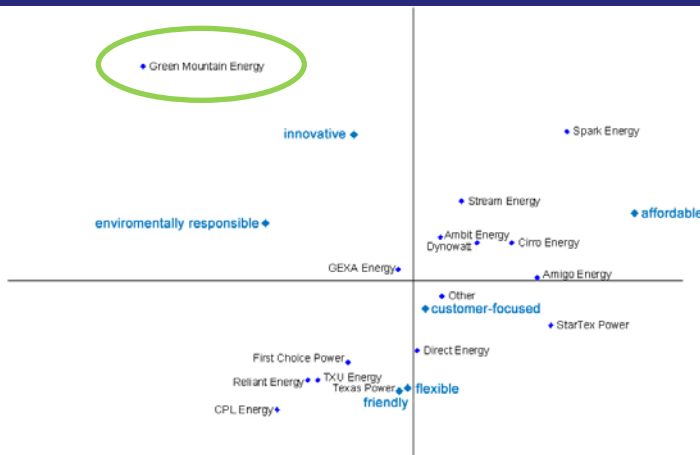 Green Mountain Energy
innovative
Spark Energy
Stream Energy
affordable
enviromentally responsible
Ambit Energy
Dynowatt
Cirro Energy
GEXA Energy
Amigo Energy
Other
customer-focused
StarTex Power
Direct Energy
First Choice Power
TXU Energy
Reliant Energy
Texas Power
flexible
friendly
CPL Energy